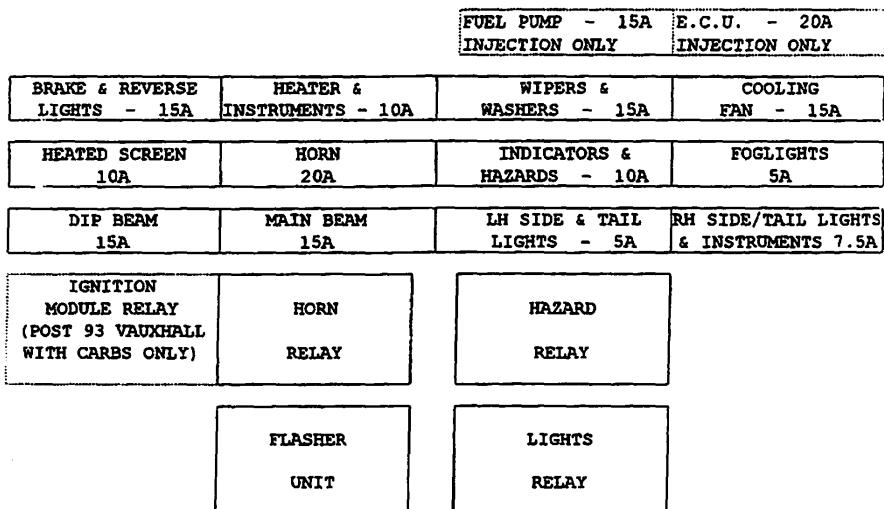 FUEL PUMP - 15A E.C.U. - 20A
INJECTION ONLY INJECTION ONLY
BRAKE & REVERSE HEATER & WIPERS & COOLING
LIGHTS - 15A INSTRUMENTS - 10A WASHERS - 15A FAN - 15A
HEATED SCREEN HORN INDICATORS & FOGLIGHTS
10A 20A HAZARDS - 10A 5A
DIP BEAM MAIN BEAM LH SIDE & TAIL RH SIDE/TAIL LIGHTS
15A 15A LIGHTS - 5A & INSTRUMENTS 7.5A
IGNITION
MODULE RELAY HORN HAZARD
(POST 93 VAUXHALL
WITH CARBS ONLY) RELAY RELAY
FLASHER LIGHTS
UNIT RELAY